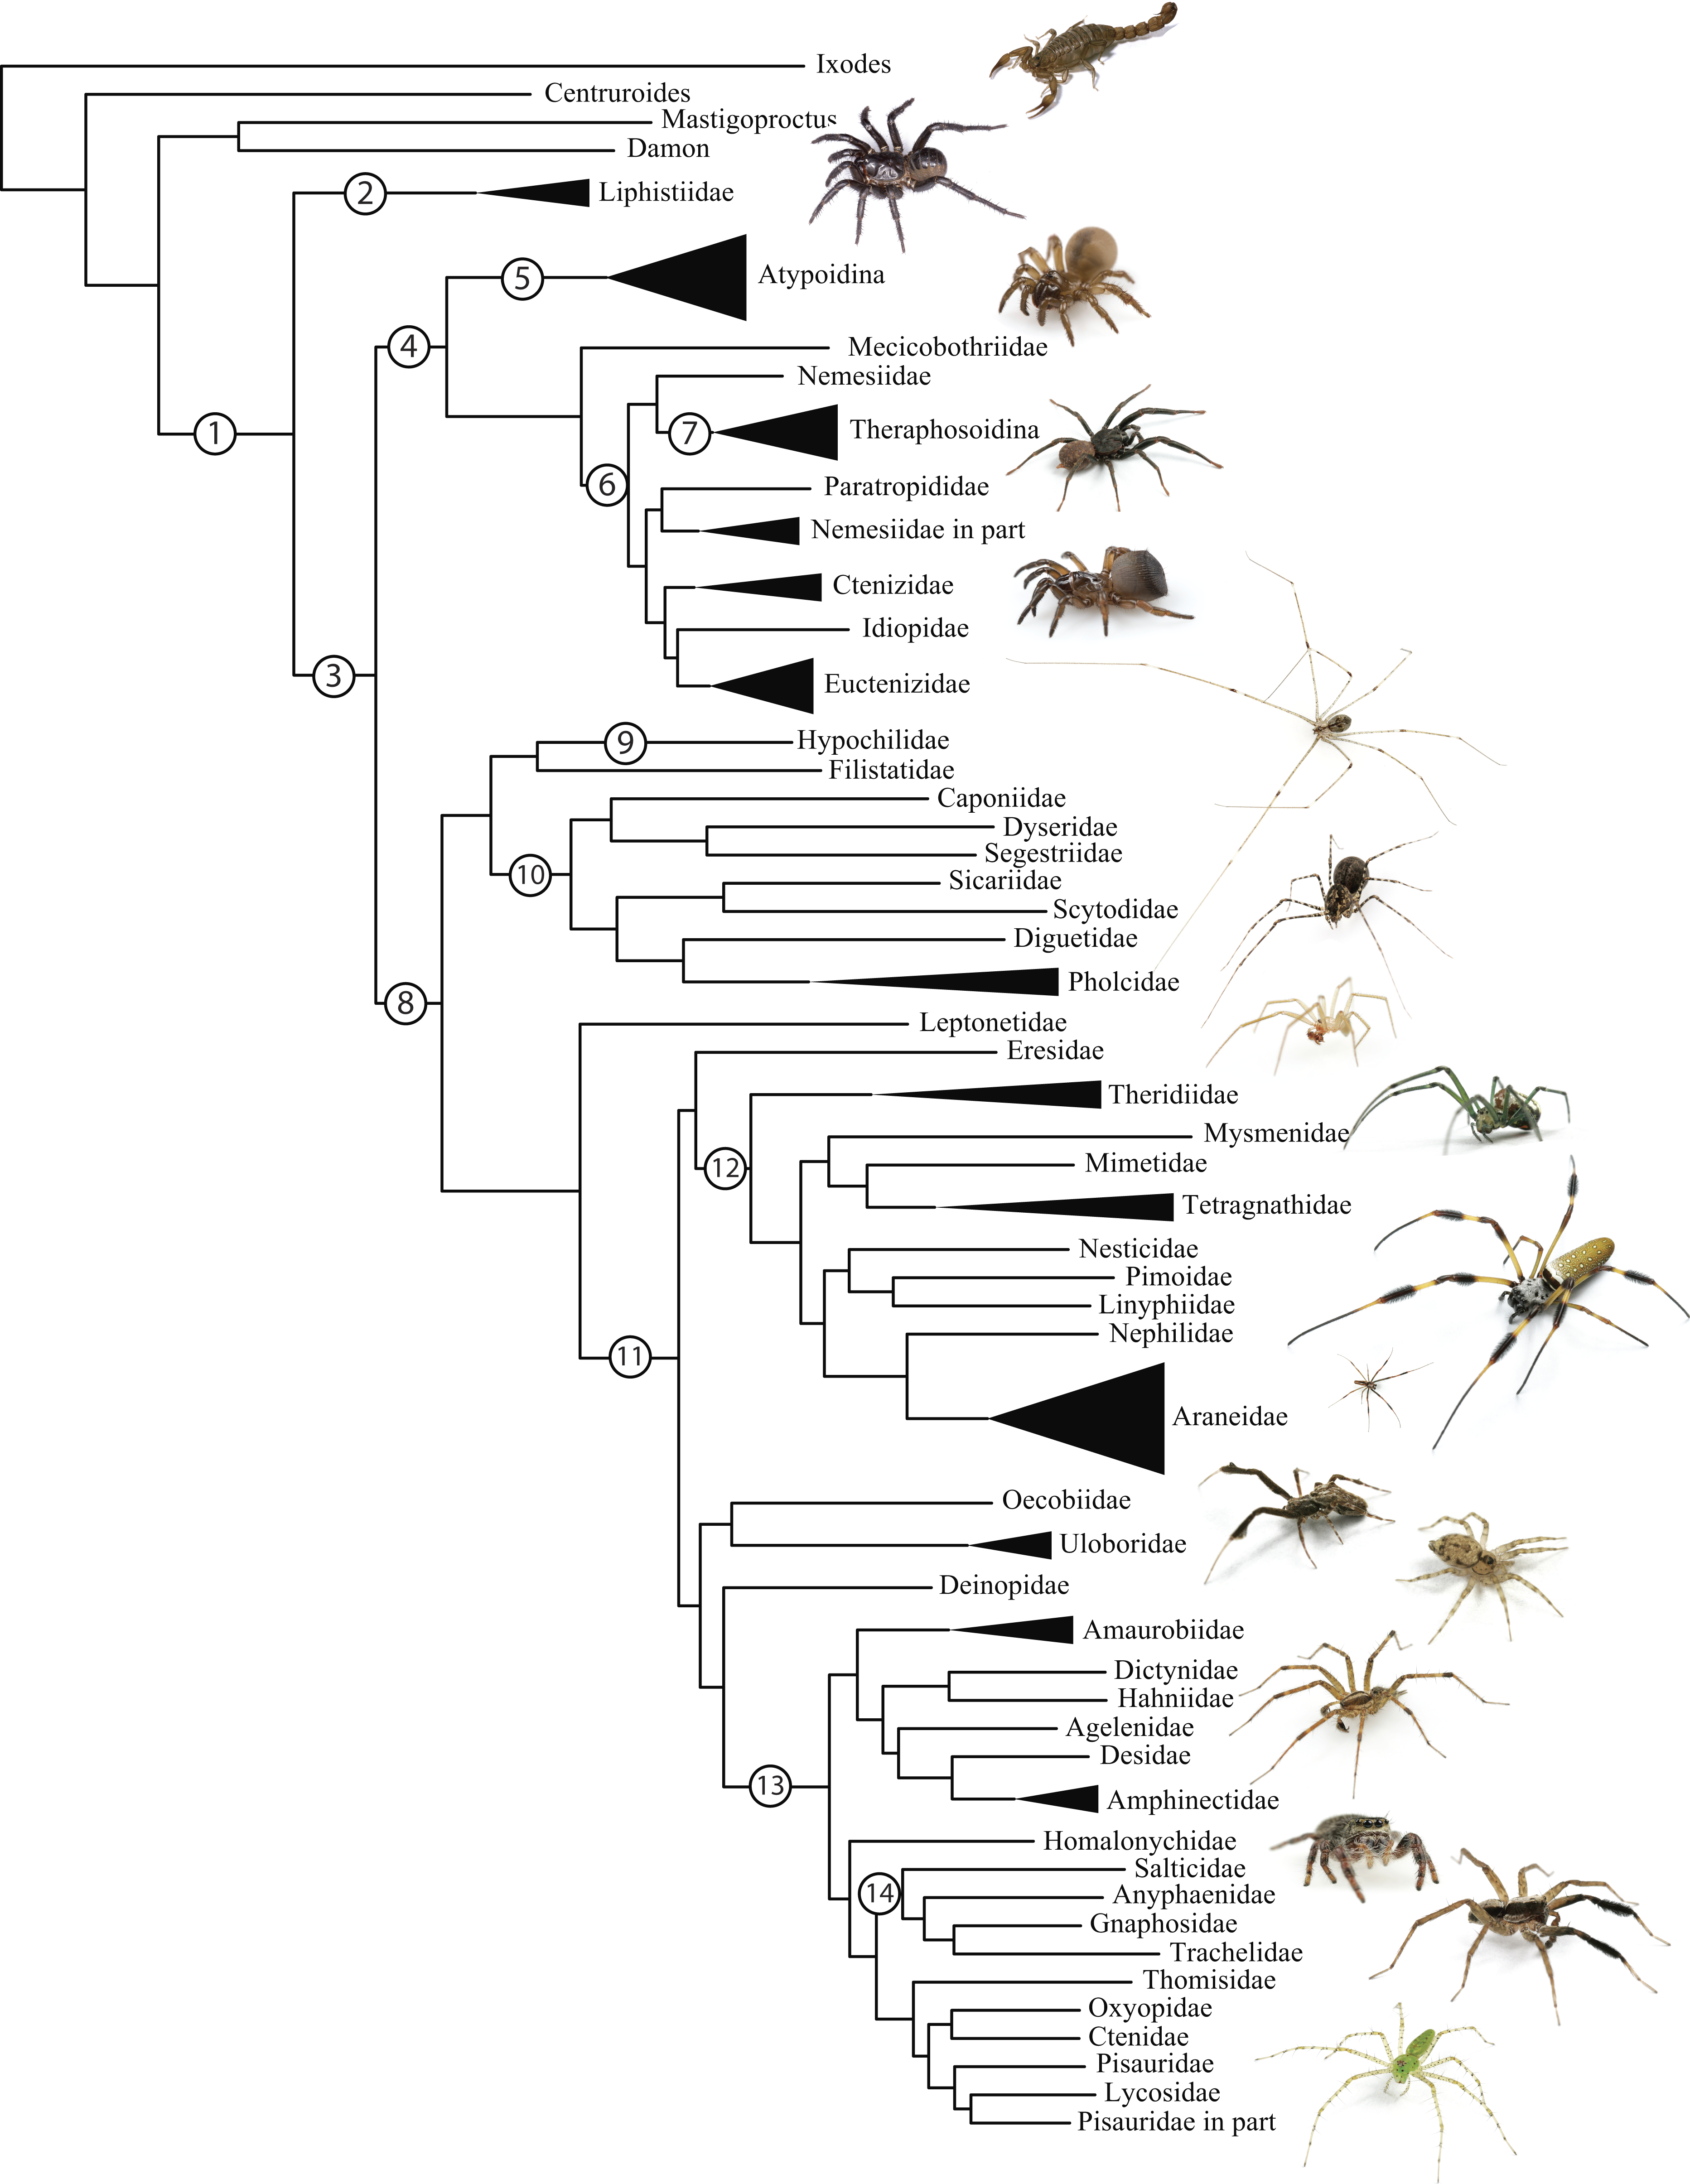 Ixodes
Centruroides
Mastigoproctus
Damon
2 Liphistiidae
5 Atypoidina
4 Mecicobothriidae
Nemesiidae
1 7 Theraphosoidina
6 Paratropididae
Nemesiidae in part
Ctenizidae
Idiopidae
3 Euctenizidae
9 Hypochilidae
Filistatidae
Caponiidae
Dyseridae
Segestriidae
10 Sicariidae
Scytodidae
Diguetidae
Pholcidae
8 Leptonetidae
Eresidae
Theridiidae
Mysmenidae
12 Mimetidae
Tetragnathidae
Nesticidae
Pimoidae
Linyphiidae
Nephilidae
11
Araneidae
Oecobiidae
Uloboridae
Deinopidae
Amaurobiidae
Dictynidae
Hahniidae
Agelenidae
Desidae
13 Amphinectidae
Homalonychidae
Salticidae
14 Anyphaenidae
Gnaphosidae
Trachelidae
Thomisidae
Oxyopidae
Ctenidae
Pisauridae
Lycosidae
Pisauridae in part